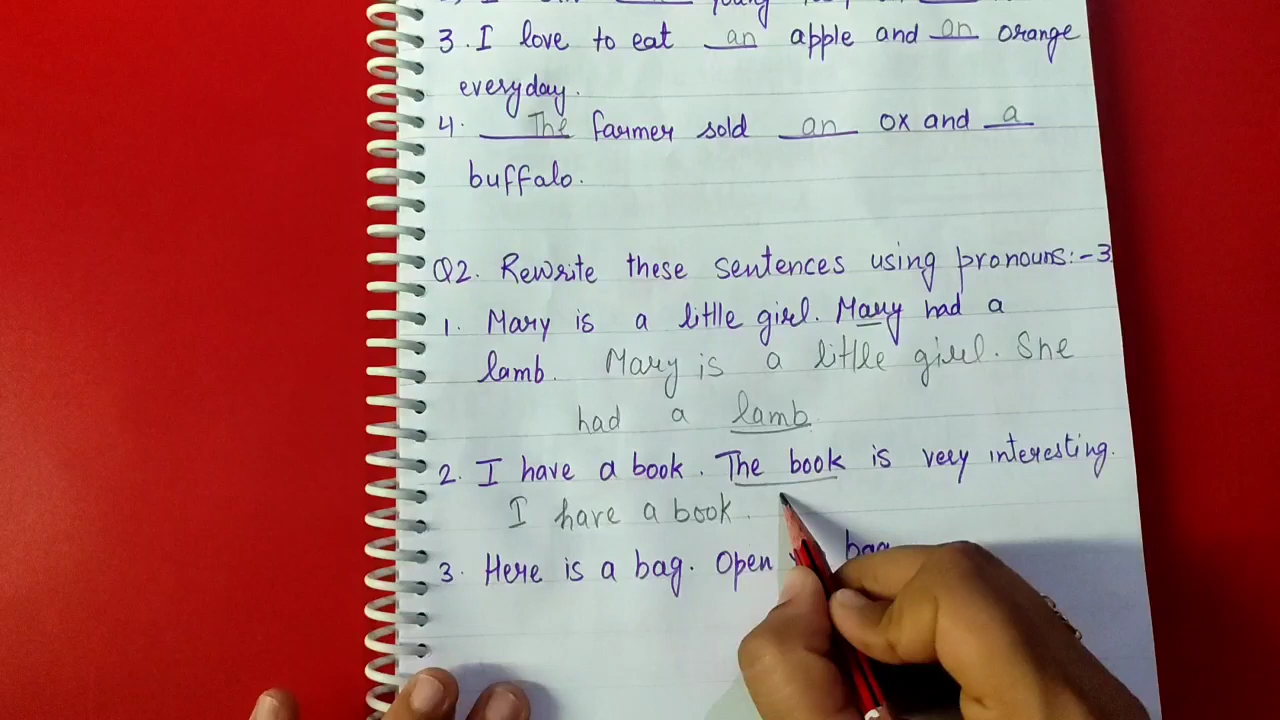 young
3. I love to eat an apple and an orange
everyday.
4. The farmer sold an ox and a
buffalo.
Q2. Rewrite these sentences using pronouns:-3
1. Mary is a little girl. Mary had a
lamb. Mary is a little girl. She
had a lamb.
2. I have a book. The book is very interesting.
I have a book.
3. Here is a bag. Open bag